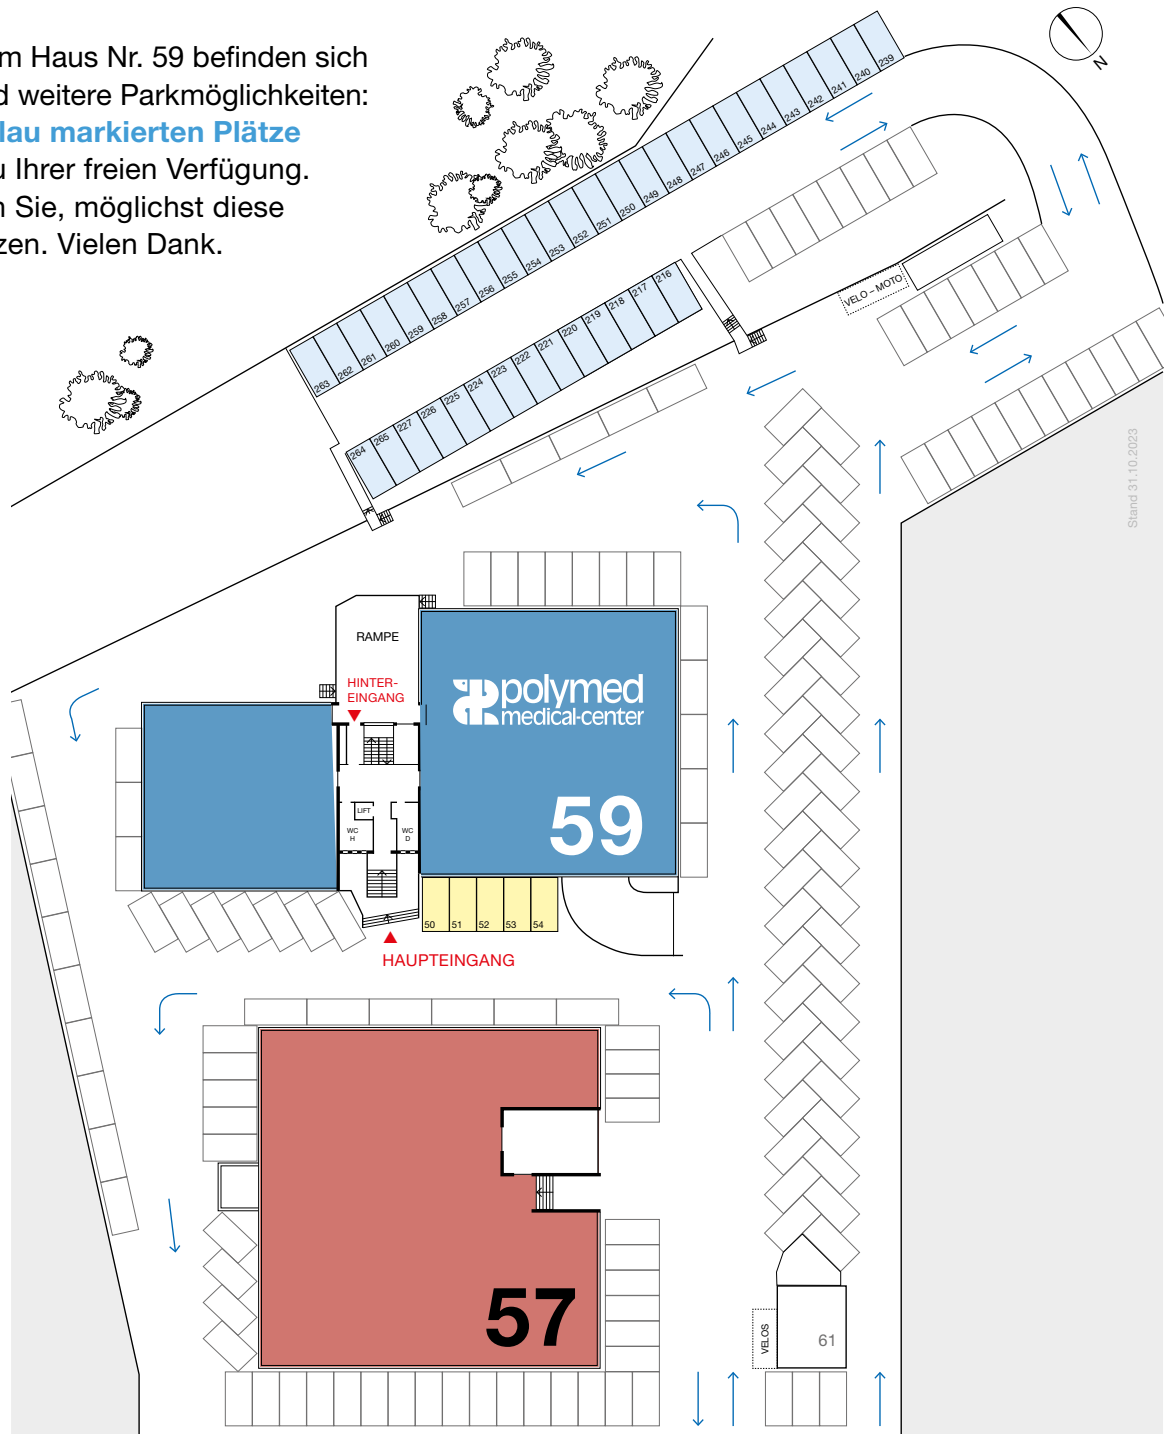 m Haus Nr. 59 befinden sich
d weitere Parkmöglichkeiten:
lau markierten Plätze
u Ihrer freien Verfügung.
n Sie, möglichst diese
zen. Vielen Dank.
N
239
240
241
242
243
244
245
246
247
248
249
250
251
252
253
254
255
256
257
258
259
260
261
262
263
216
217
218
219
220
221
222
223
224
225
226
227
265
264
VELO – MOTO
Stand 31.10.2023
RAMPE
HINTER-
EINGANG
polymed
medical-center
LIFT
WC
H
WC
D
59
50 51 52 53 54
HAUPTEINGANG
57
VELOS
61